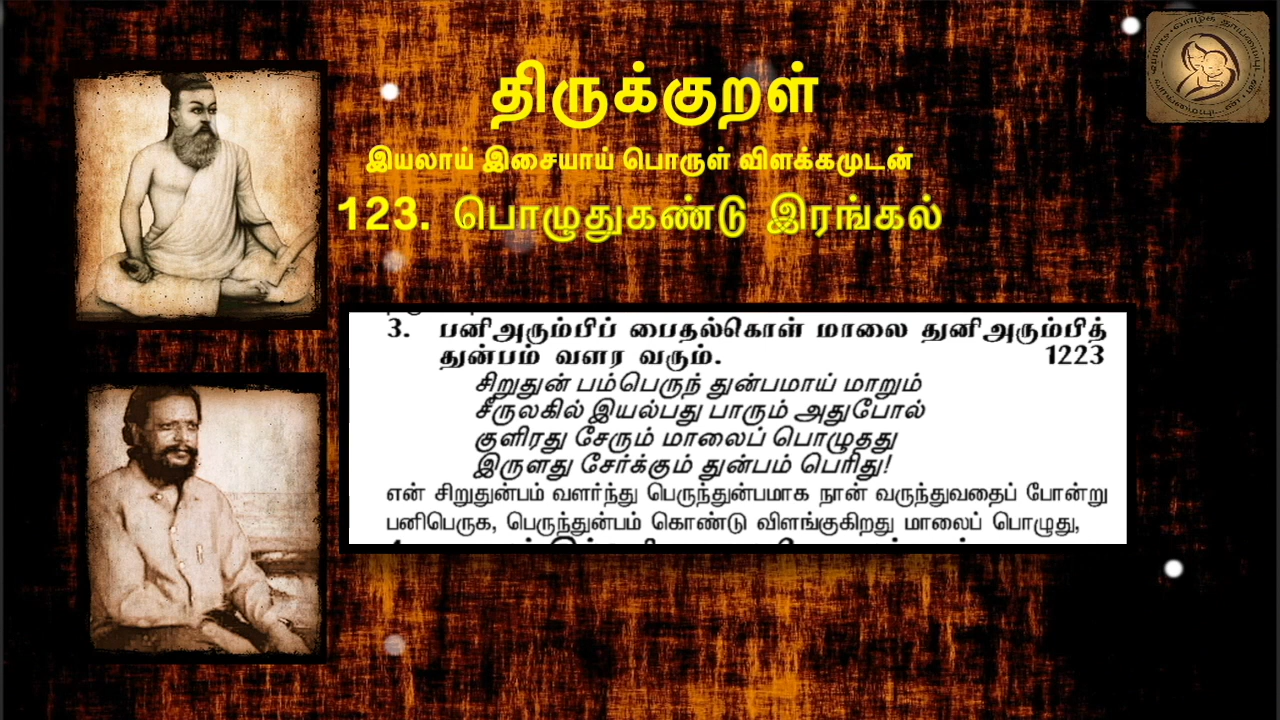 திருக்குறள்
இயலாய் இசையாய் பொருள் விளக்கமுடன்
123. பொழுதுகண்டு இரங்கல்
3. பனிஅரும்பிப் பைதல்கொள் மாலை துனிஅரும்பித்
துன்பம் வளர வரும். 1223
சிறுதுன் பம்பெருந் துன்பமாய் மாறும்
சீருலகில் இயல்பது பாரும் அதுபோல்
குளிரது சேரும் மாலைப் பொழுதது
இருளது சேர்க்கும் துன்பம் பெரிது!
என் சிறுதுன்பம் வளர்ந்து பெருந்துன்பமாக நான் வருந்துவதைப் போன்று
பனிபெருக, பெருந்துன்பம் கொண்டு விளங்குகிறது மாலைப் பொழுது,